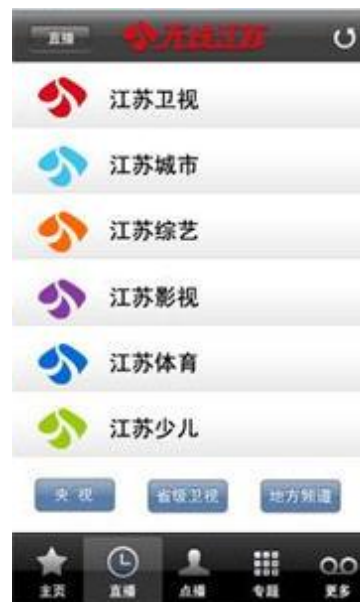 直播 无线江苏
江苏卫视
江苏城市
江苏综艺
江苏影视
江苏体育
江苏少儿
央视 省级卫视 地方频道
主页 直播 点播 专题 更多